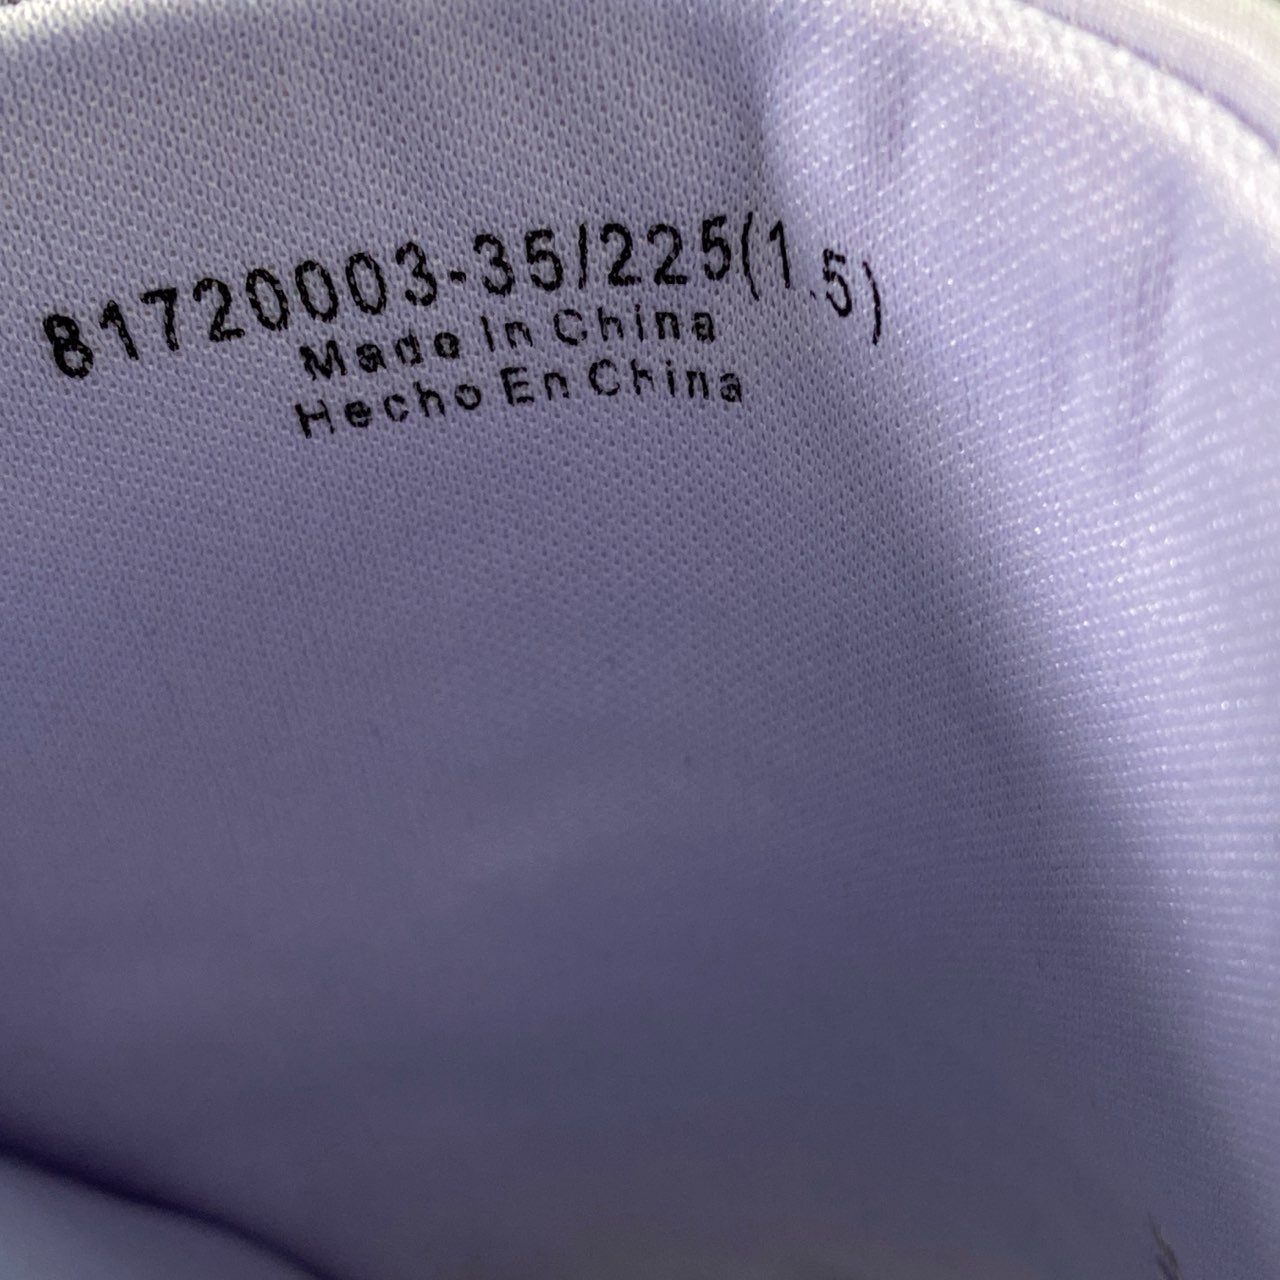 81720003-35/225(1.5)
Made In China
Hecho En China